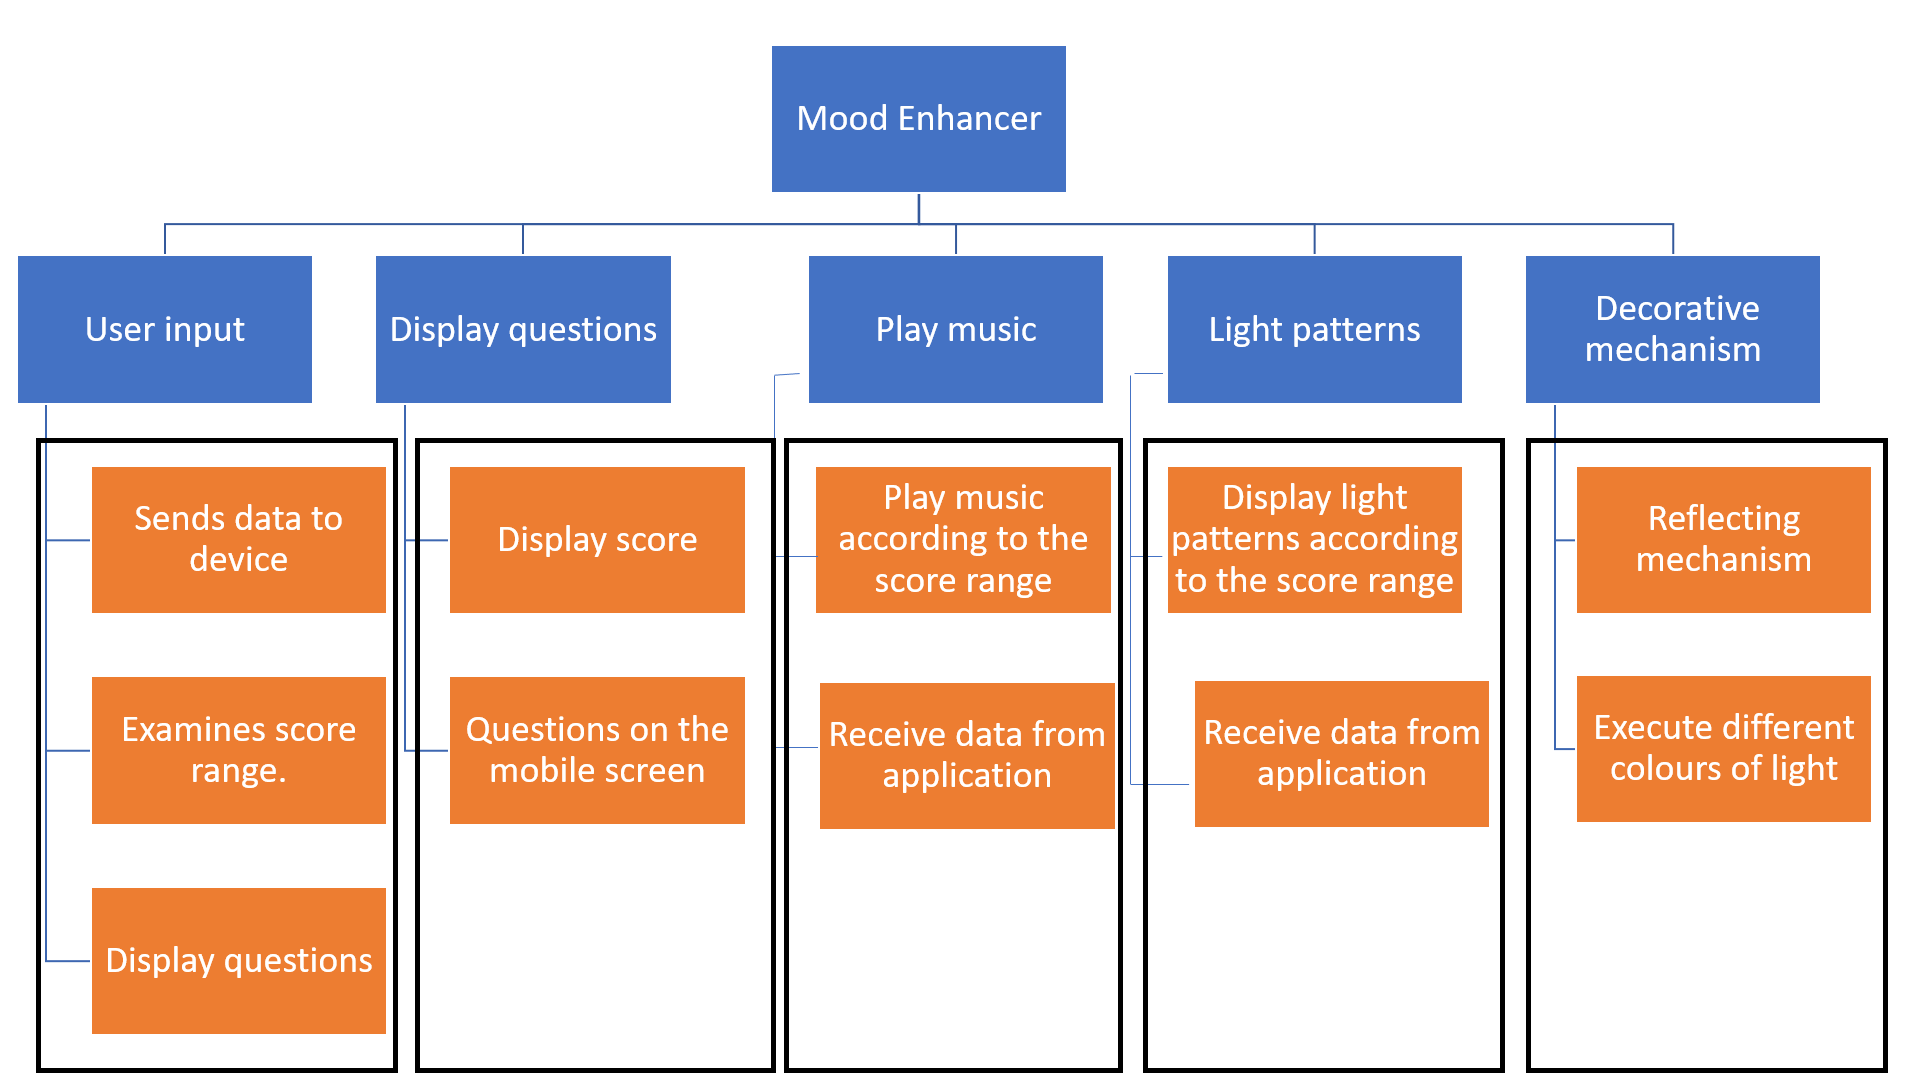 Mood Enhancer
User input
Display questions
Play music
Light patterns
Decorative
mechanism
Sends data to
device
Examines score
range.
Display questions
Display score
Questions on the
mobile screen
Play music
according to the
score range
Receive data from
application
Display light
patterns according
to the score range
Receive data from
application
Reflecting
mechanism
Execute different
colours of light